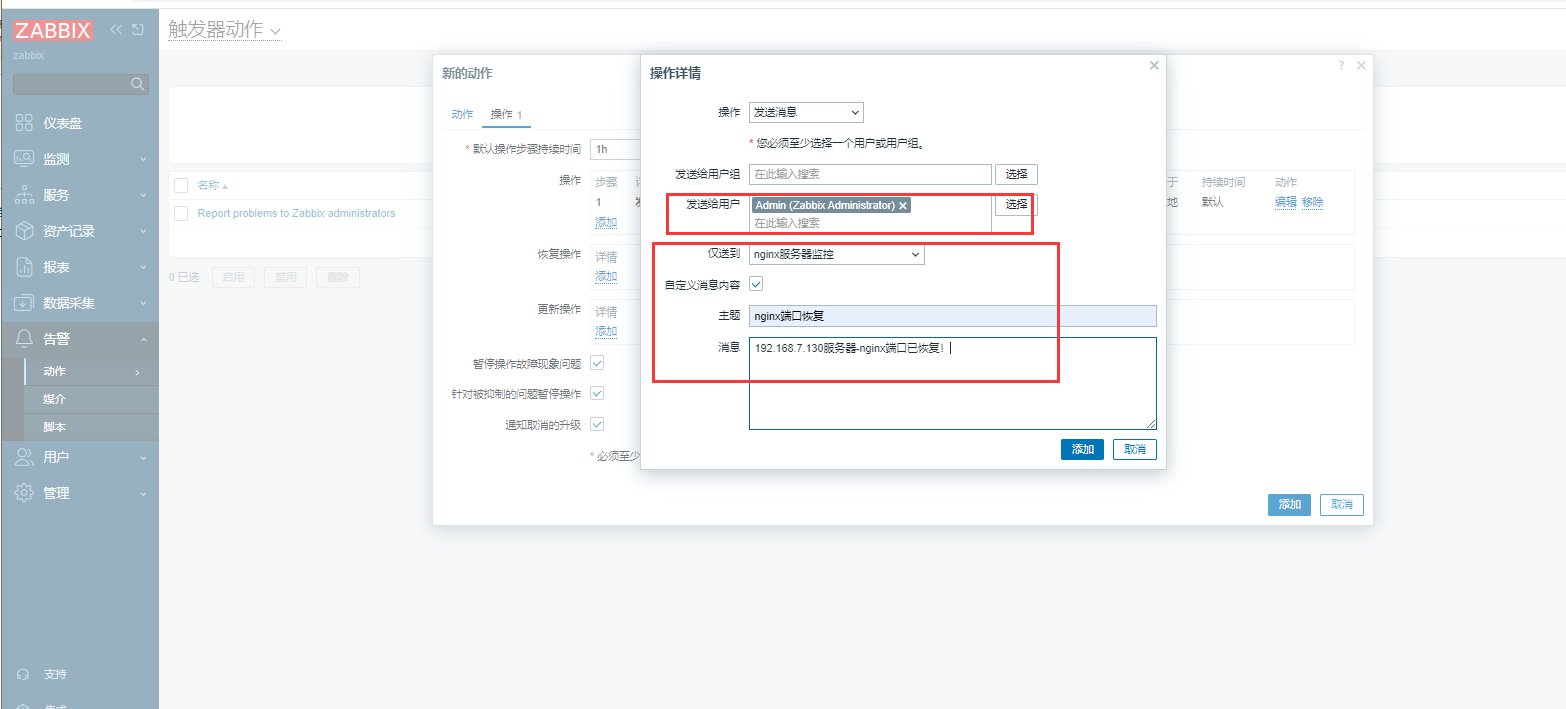 ZABBIX
zabbix
仪表盘
监测
服务
资产记录
报表
数据采集
告警
动作
媒介
脚本
用户
管理
支持
触发器动作
名称
Report problems to Zabbix administrators
0 已选 启用 禁用 删除
新的动作
动作 操作 1
* 默认操作步骤持续时间 1h
操作 步骤 持续时间 动作
1 默认 编辑 移除
添加
恢复操作 详情
添加
更新操作 详情
添加
暂停操作故障现象问题
针对被抑制的问题暂停操作
通知取消的升级
* 必须至少
添加 取消
操作详情
操作 发送消息
* 您必须至少选择一个用户或用户组。
发送给用户组 在此输入搜索 选择
发送给用户 Admin (Zabbix Administrator) 选择
在此输入搜索
仅送到 nginx服务器监控
自定义消息内容
主题 nginx端口恢复
消息 192.168.7.130服务器-nginx端口已恢复！
添加 取消